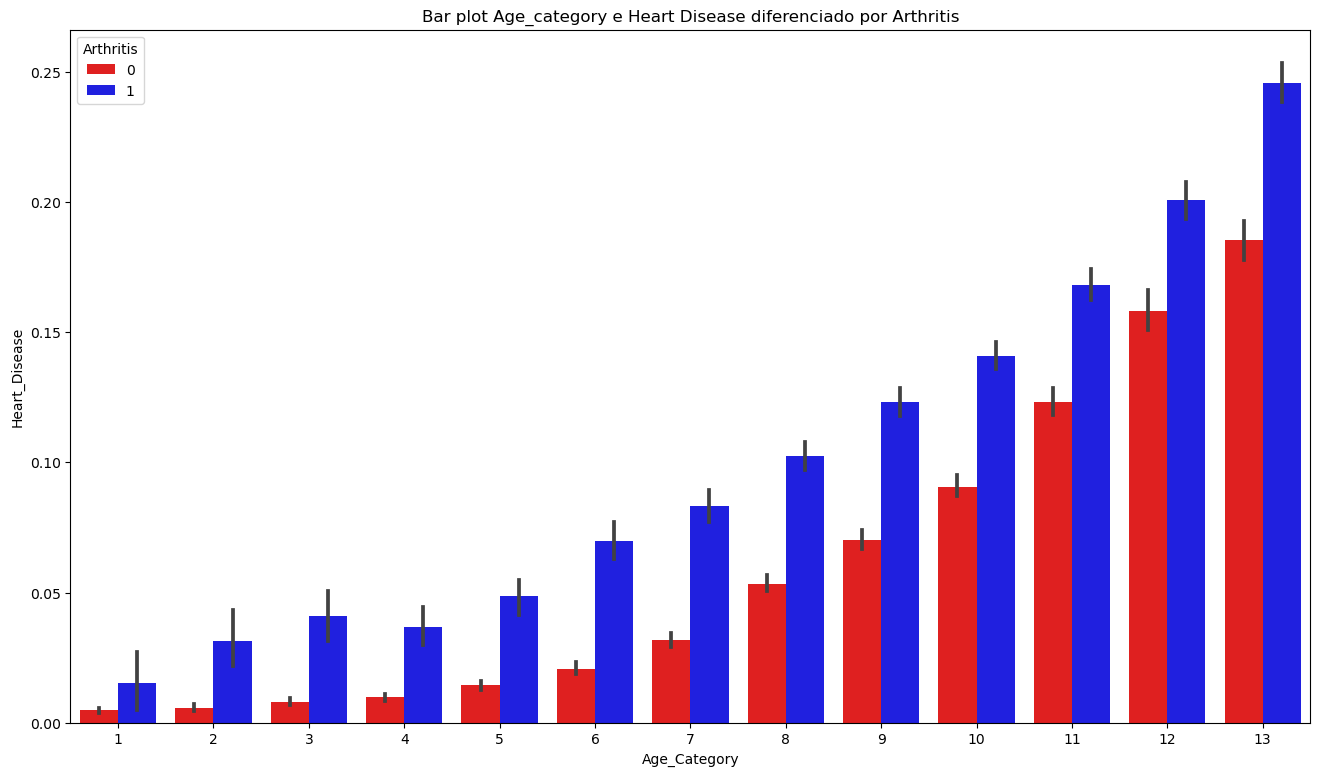 Bar plot Age_category e Heart Disease diferenciado por Arthritis
Arthritis
0
1
0.25
0.20
0.15
0.10
0.05
0.00
Heart_Disease
1 2 3 4 5 6 7 8 9 10 11 12 13
Age_Category